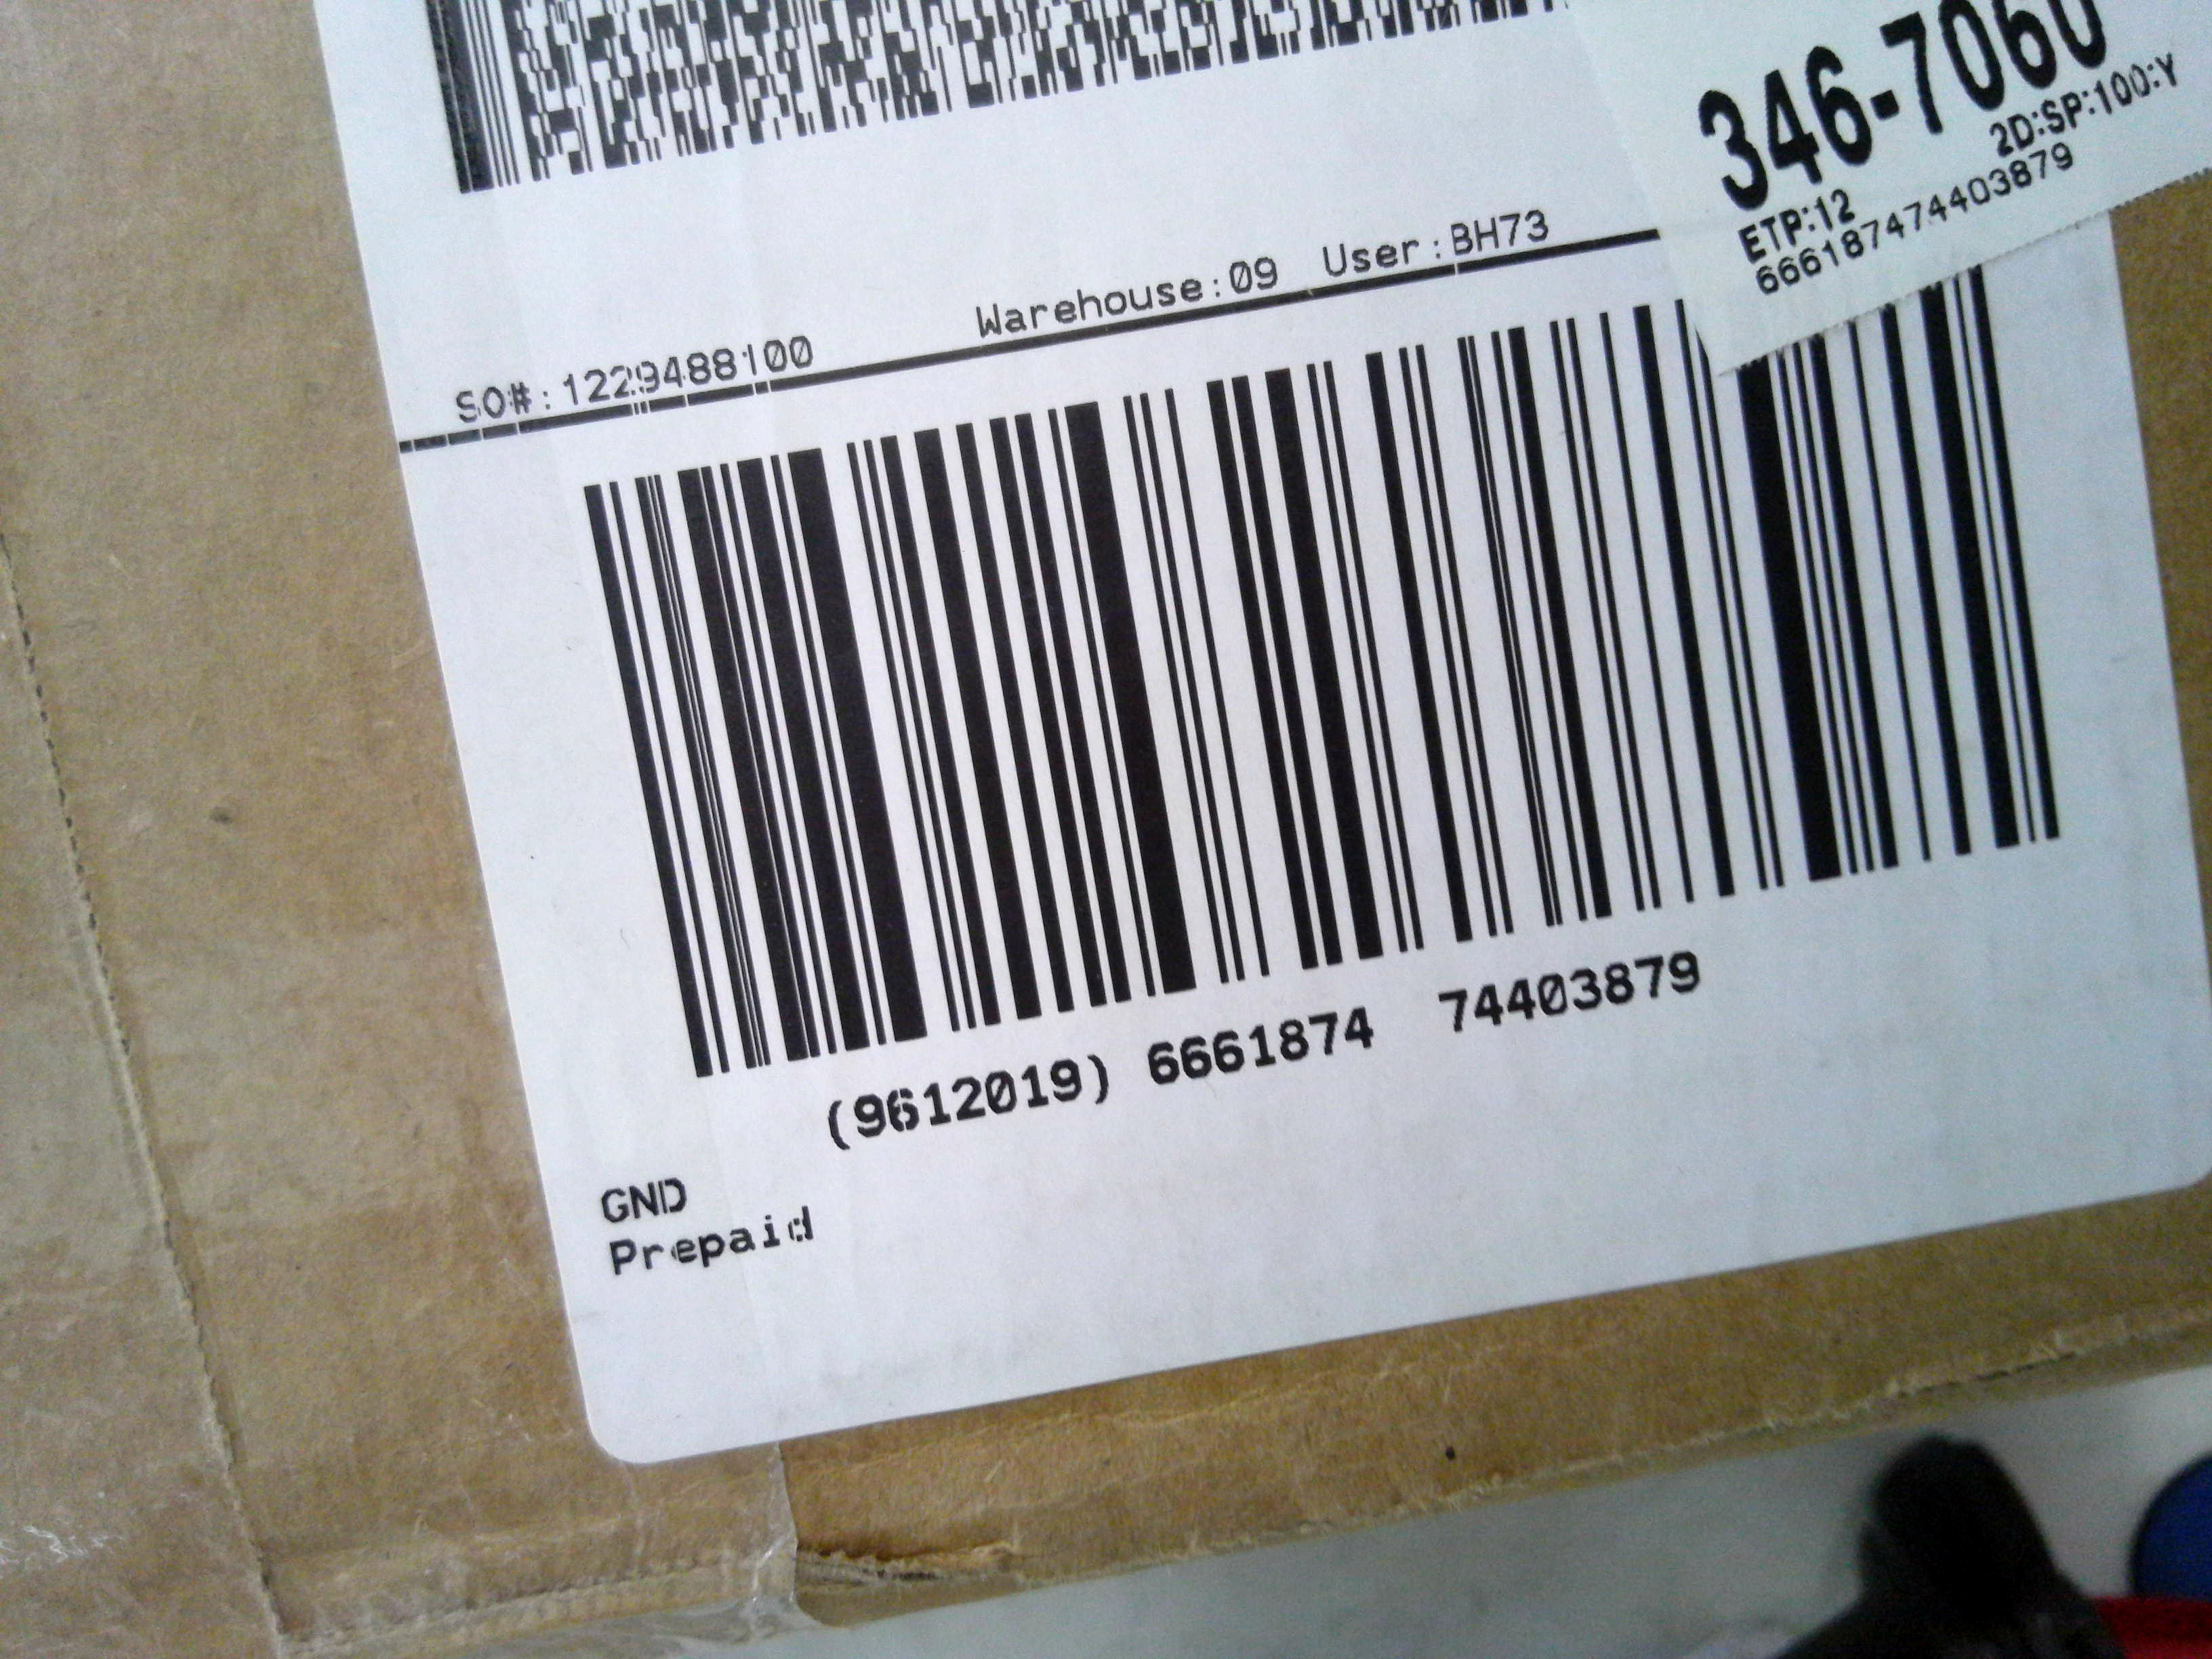 346-7060
2D:SP:100:Y
ETP:12
666187474403879
SO#: 1229488100 Warehouse:09 User:BH73
(9612019) 6661874 74403879
GND
Prepaid